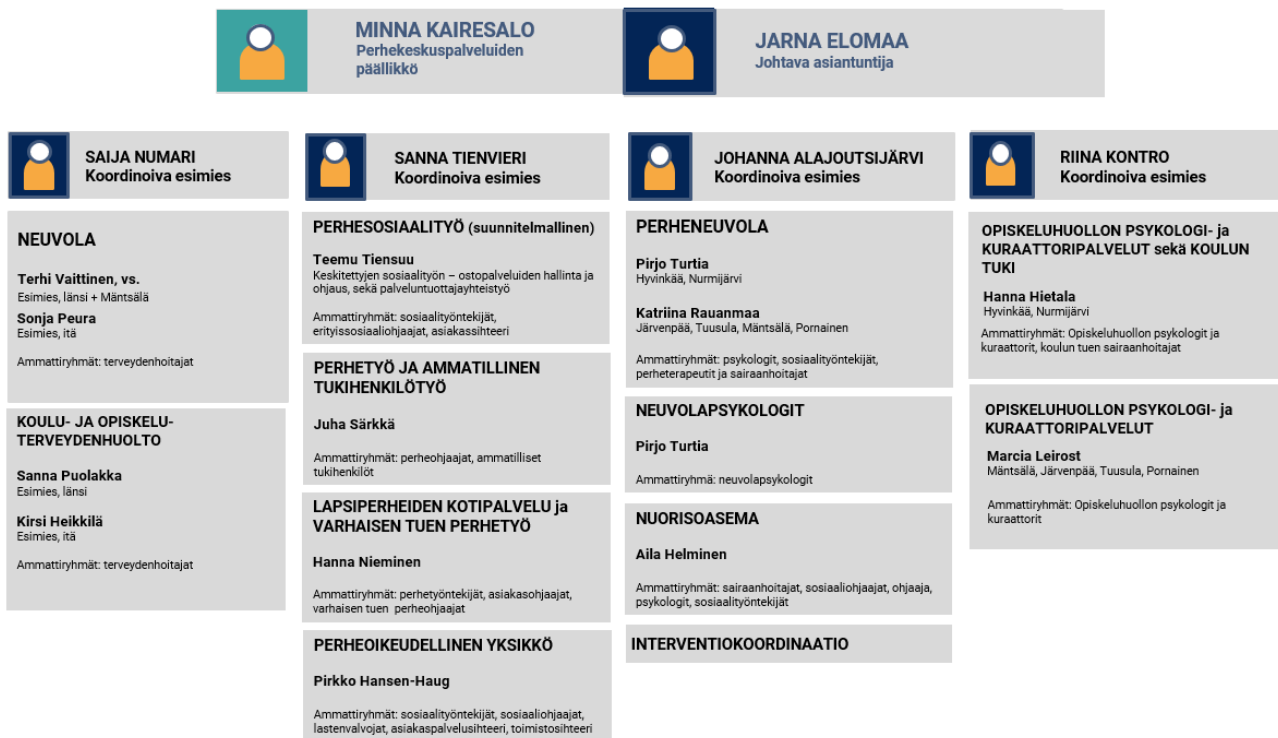 MINNA KAIRESALO
Perhekeskuspalveluiden
päällikkö
JARNA ELOMAA
Johtava asiantuntija
SAIJA NUMARI
Koordinoiva esimies
NEUVOLA
Terhi Vaittinen, vs.
Esimies, länsi + Mäntsälä
Sonja Peura
Esimies, itä
Ammattiryhmät: terveydenhoitajat
KOULU- JA OPISKELU-
TERVEYDENHUOLTO
Sanna Puolakka
Esimies, länsi
Kirsi Heikkilä
Esimies, itä
Ammattiryhmät: terveydenhoitajat
SANNA TIENVIERI
Koordinoiva esimies
PERHESOSIAALITYÖ (suunnitelmallinen)
Teemu Tiensuu
Keskitettyjen sosiaalityön – ostopalveluiden hallinta ja
ohjaus, sekä palveluntuottajayhteistyö
Ammattiryhmät: sosiaalityöntekijät,
erityissosiaaliohjaajat, asiakassihteeri
PERHETYÖ JA AMMATILLINEN
TUKIHENKILÖTYÖ
Juha Särkkä
Ammattiryhmät: perheohjaajat, ammatilliset
tukihenkilöt
LAPSIPERHEIDEN KOTIPALVELU ja
VARHAISEN TUEN PERHETYÖ
Hanna Nieminen
Ammattiryhmät: perhetyöntekijät, asiakasohjaajat,
varhaisen tuen perheohjaajat
PERHEOIKEUDELLINEN YKSIKKÖ
Pirkko Hansen-Haug
Ammattiryhmät: sosiaalityöntekijät, sosiaaliohjaajat,
lastenvalvojat, asiakaspalvelusihteeri, toimistosihteeri
JOHANNA ALAJOUTSIJÄRVI
Koordinoiva esimies
PERHENEUVOLA
Pirjo Turtia
Hyvinkää, Nurmijärvi
Katriina Rauanmaa
Järvenpää, Tuusula, Mäntsälä, Pornainen
Ammattiryhmät: psykologit, sosiaalityöntekijät,
perheterapeutit ja sairaanhoitajat
NEUVOLAPSYKOLOGIT
Pirjo Turtia
Ammattiryhmä: neuvolapsykologit
NUORISOASEMA
Aila Helminen
Ammattiryhmät: sairaanhoitajat, sosiaaliohjaajat, ohjaaja,
psykologit, sosiaalityöntekijät
INTERVENTIOKOORDINAATIO
RIINA KONTRO
Koordinoiva esimies
OPISKELUHUOLLON PSYKOLOGI- ja
KURAATTORIPALVELUT sekä KOULUN
TUKI
Hanna Hietala
Hyvinkää, Nurmijärvi
Ammattiryhmät: Opiskeluhuollon psykologit ja
kuraattorit, koulun tuen sairaanhoitajat
OPISKELUHUOLLON PSYKOLOGI- ja
KURAATTORIPALVELUT
Marcia Leirost
Mäntsälä, Järvenpää, Tuusula, Pornainen
Ammattiryhmät: Opiskeluhuollon psykologit ja
kuraattorit